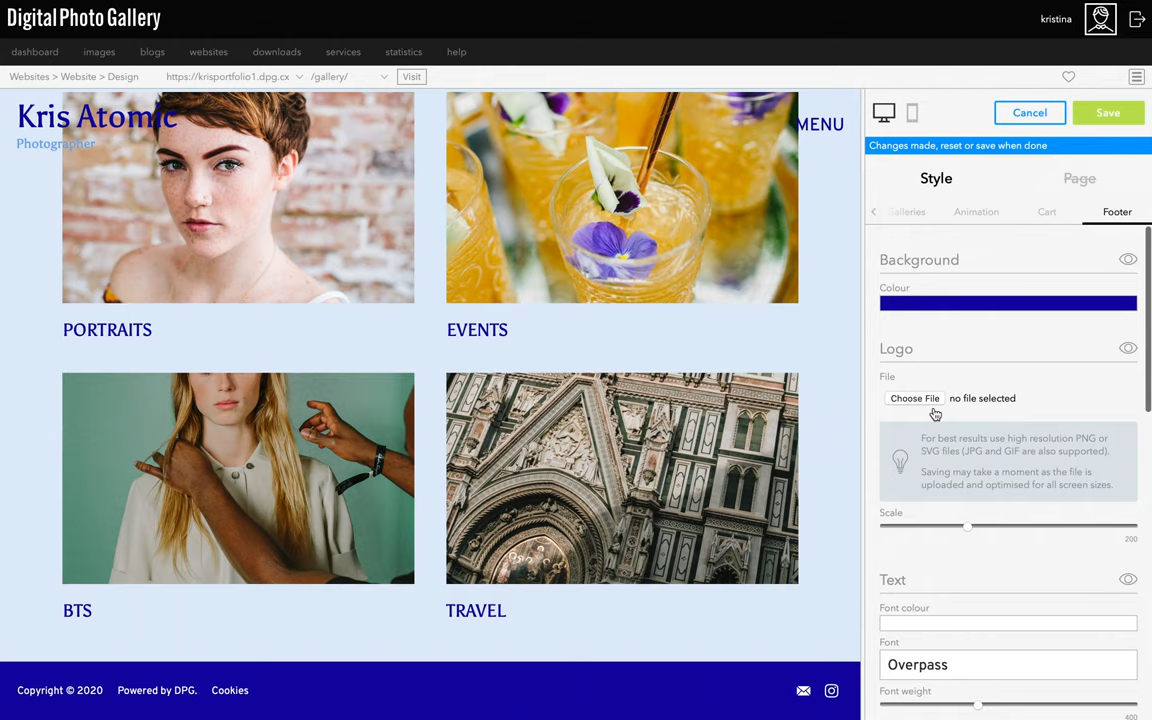 Digital Photo Gallery
kristina
dashboard images blogs websites downloads services statistics help
Websites > Website > Design https://krisportfolio1.dpg.cx /gallery/ Visit
Kris Atomic
Photographer
MENU
PORTRAITS
EVENTS
BTS
TRAVEL
Copyright © 2020 Powered by DPG. Cookies
Cancel Save
Changes made, reset or save when done
Style Page
Galleries Animation Cart Footer
Background
Colour
Logo
File
Choose File no file selected
For best results use high resolution PNG or
SVG files (JPG and GIF are also supported).
Saving may take a moment as the file is
uploaded and optimised for all screen sizes.
Scale
200
Text
Font colour
Font
Overpass
Font weight
400